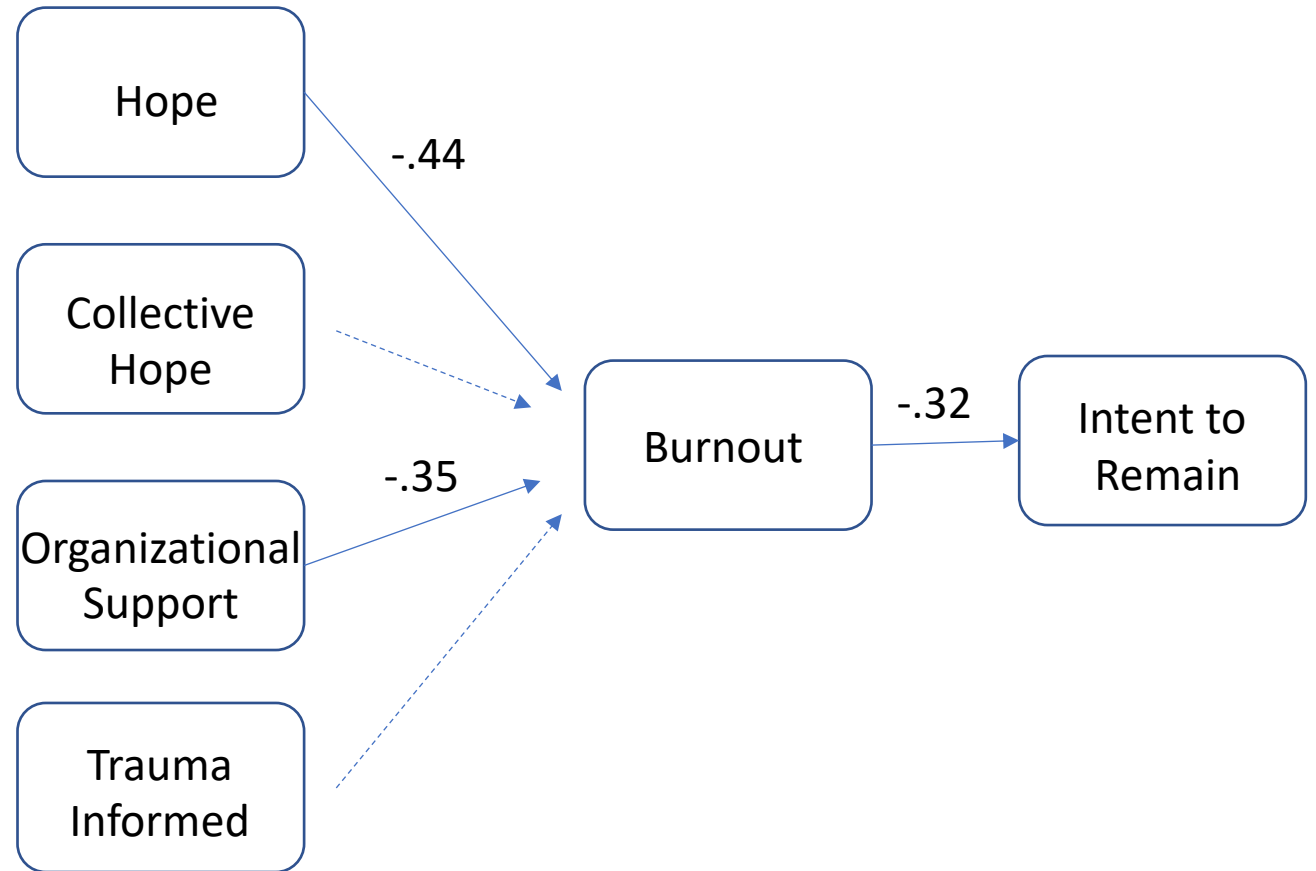 Hope
-.44
Collective
Hope
Burnout
-.32
Intent to
Remain
-.35
Organizational
Support
Trauma
Informed